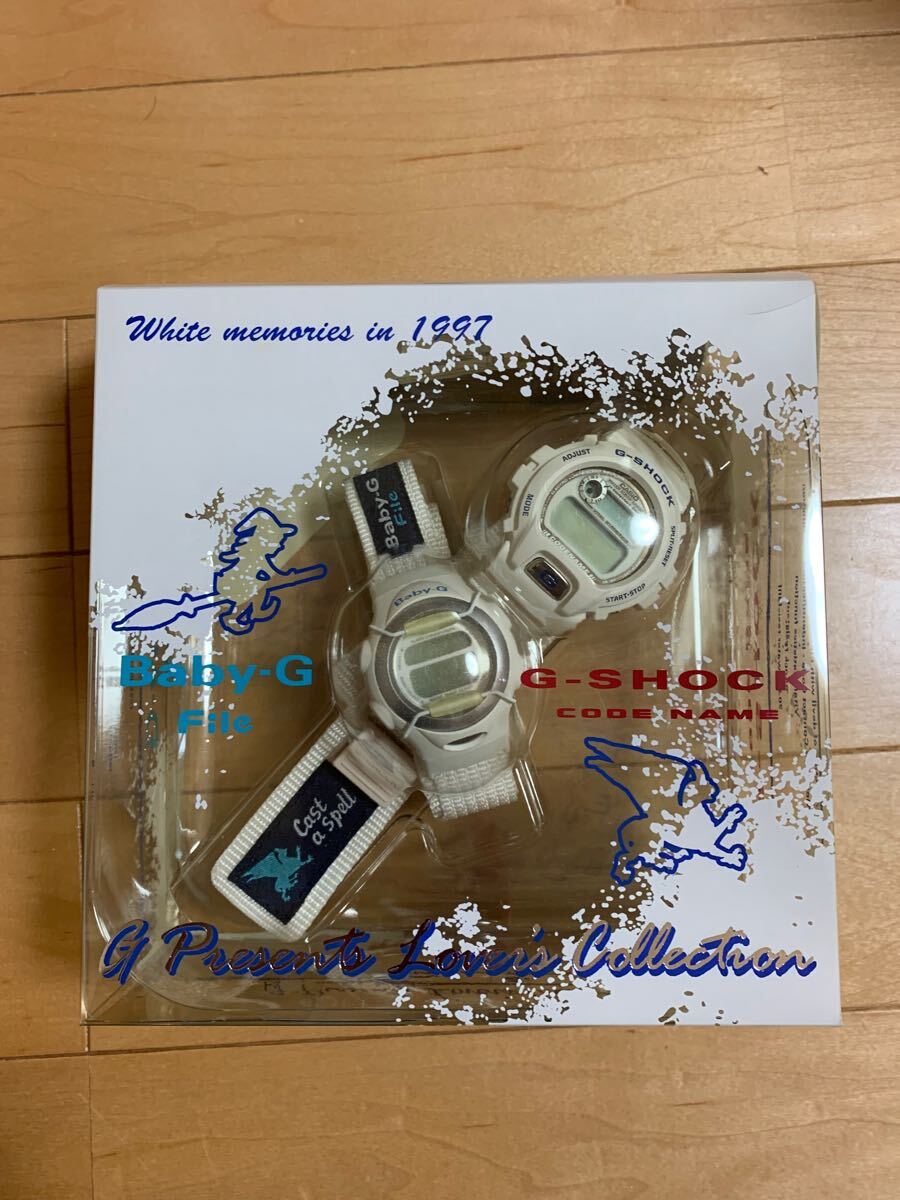 White memories in 1997
Baby-G
File
ADJUST
G-SHOCK
MODE
CASIO
SPLIT/RESET
START-STOP
G
Baby-G
Baby-G
File
G-SHOCK
CODE NAME
Cast
a Spell
G Presents Lover's Collection